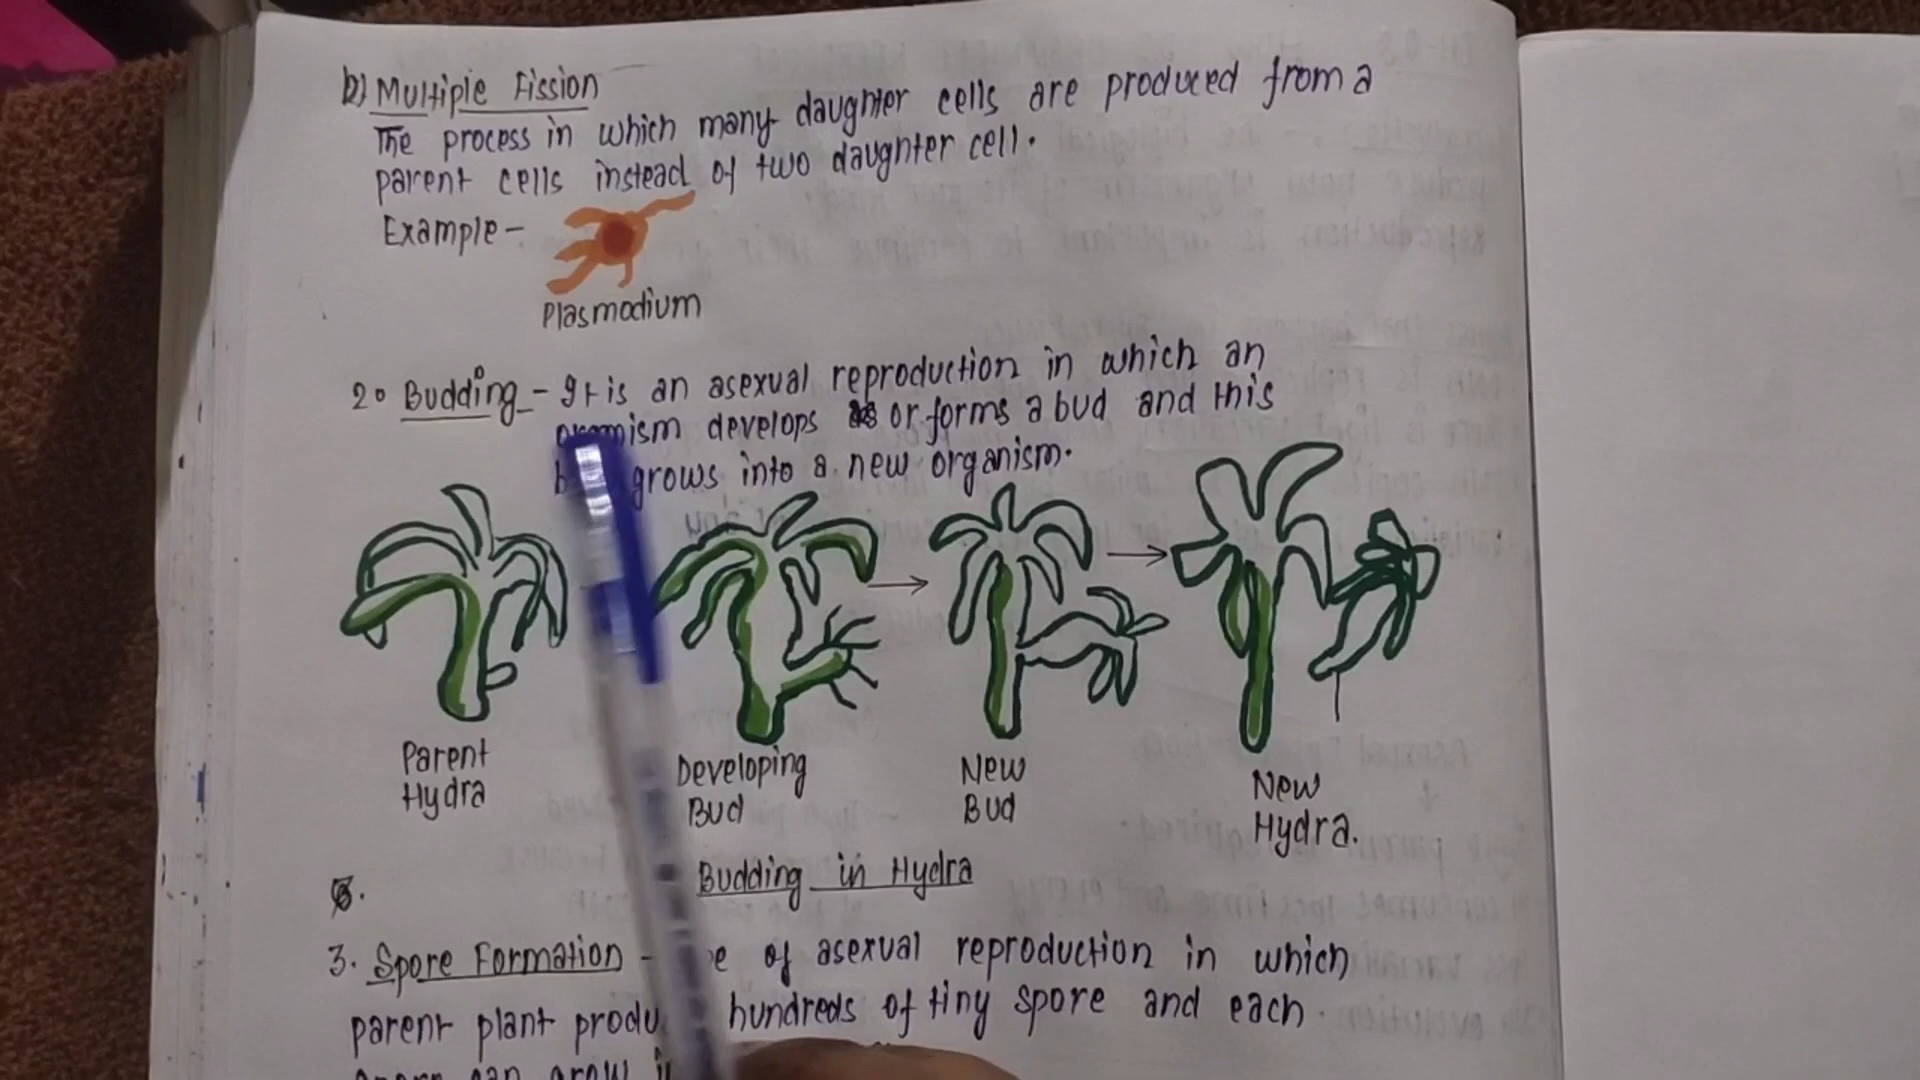 b) Multiple Fission
The process in which many daughter cells are produced from a
parent cells instead of two daughter cell.
Example -
Plasmodium
2. Budding - It is an asexual reproduction in which an
develops or forms a bud and this
grows into a new organism.
Parent
Hydra
Developing
Bud
New
Bud
New
Hydra.
Budding in Hydra
3. Spore Formation - of asexual reproduction in which
parent plant hundreds of tiny spore and each
can grow